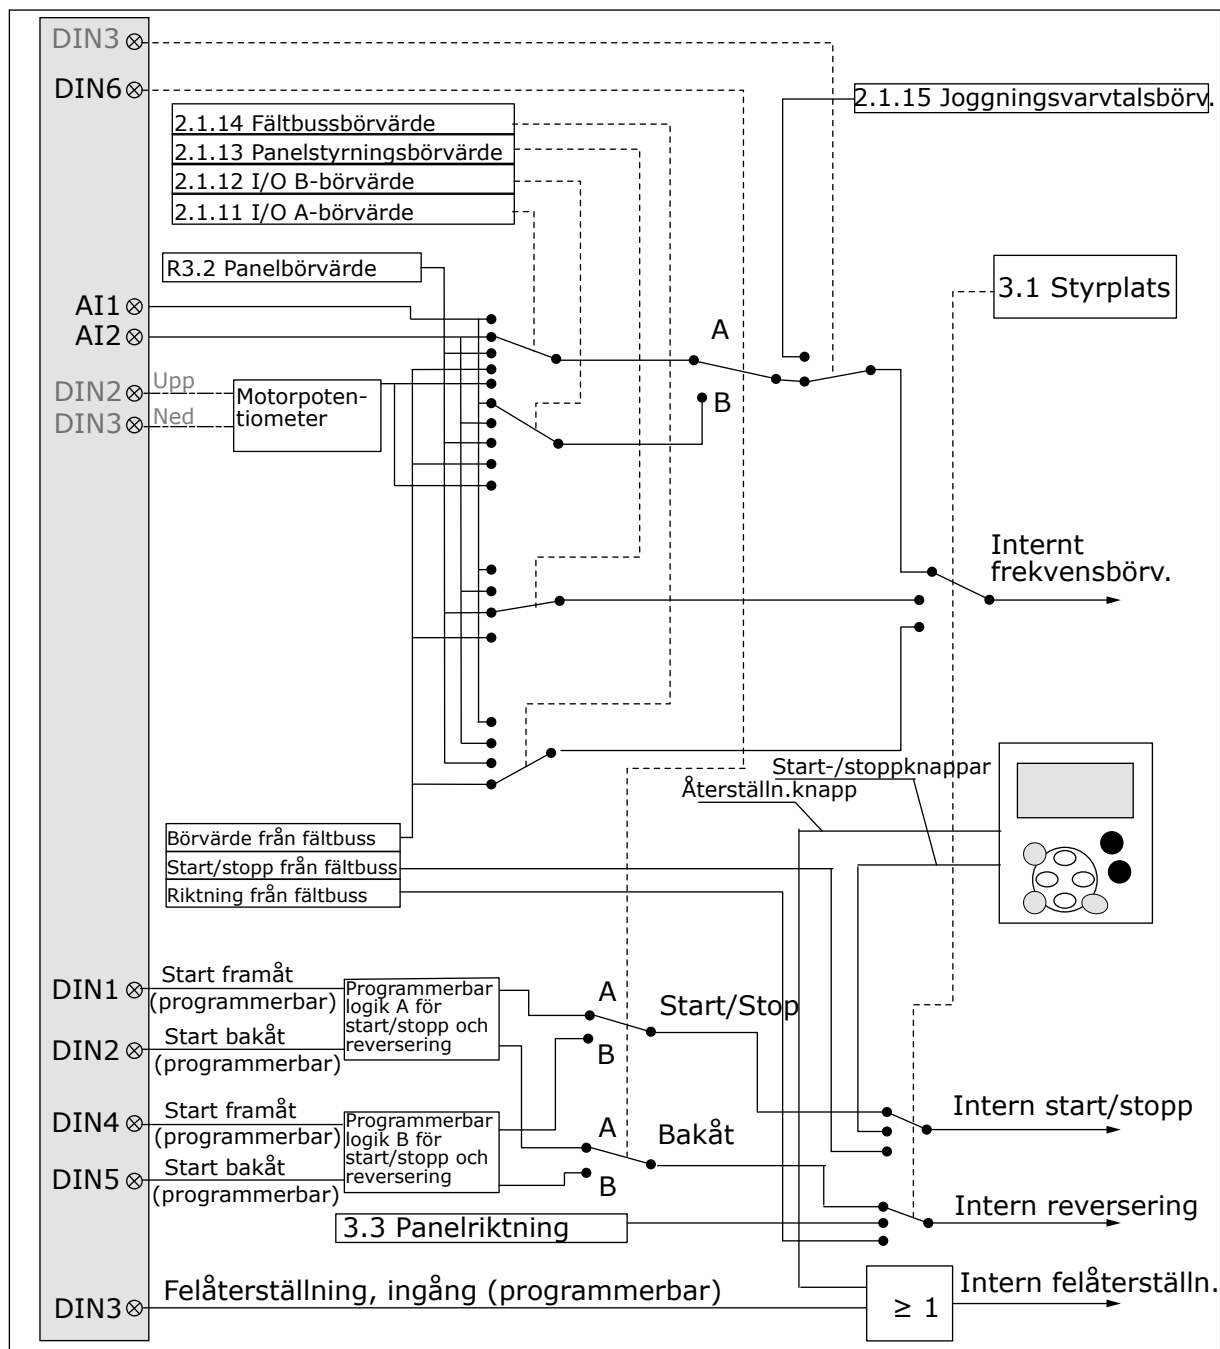 DIN3
DIN6
2.1.15 Joggningsvarvtalsbörv.
2.1.14 Fältbussbörvärde
2.1.13 Panelstyrningsbörvärde
2.1.12 I/O B-börvärde
2.1.11 I/O A-börvärde
R3.2 Panelbörvärde
3.1 Styrplats
AI1
AI2
A
DIN2
Upp
DIN3
Ned
Motorpoten-
tiometer
B
Internt
frekvensbörv.
Start-/stoppknappar
Återställn.knapp
Börvärde från fältbuss
Start/stopp från fältbuss
Riktning från fältbuss
DIN1
Start framåt
(programmerbar)
DIN2
Start bakåt
(programmerbar)
Programmerbar
logik A för
start/stopp och
reversering
A
B
Start/Stop
DIN4
Start framåt
(programmerbar)
DIN5
Start bakåt
(programmerbar)
Programmerbar
logik B för
start/stopp och
reversering
A
B
Bakåt
Intern start/stopp
3.3 Panelriktning
Intern reversering
DIN3
Felåterställning, ingång (programmerbar)
≥ 1
Intern felåterställn.